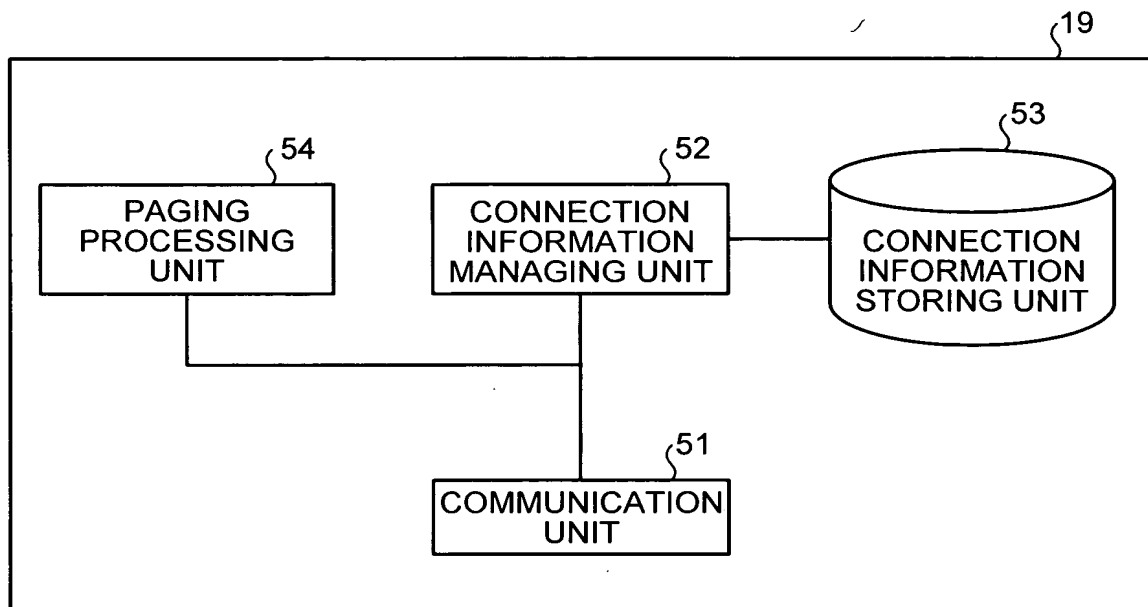 19
54
PAGING
PROCESSING
UNIT
52
CONNECTION
INFORMATION
MANAGING UNIT
53
CONNECTION
INFORMATION
STORING UNIT
51
COMMUNICATION
UNIT